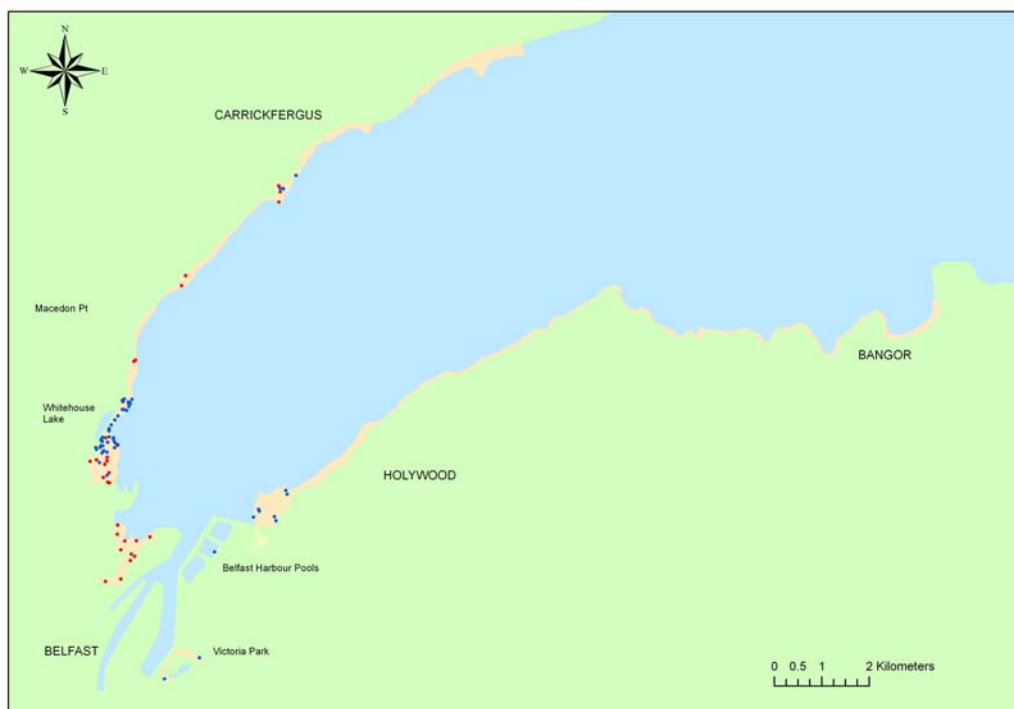 N
W E
S
CARRICKFERGUS
Macedon Pt
BANGOR
Whitehouse
Lake
HOLYWOOD
Belfast Harbour Pools
BELFAST
Victoria Park
0 0.5 1 2 Kilometers